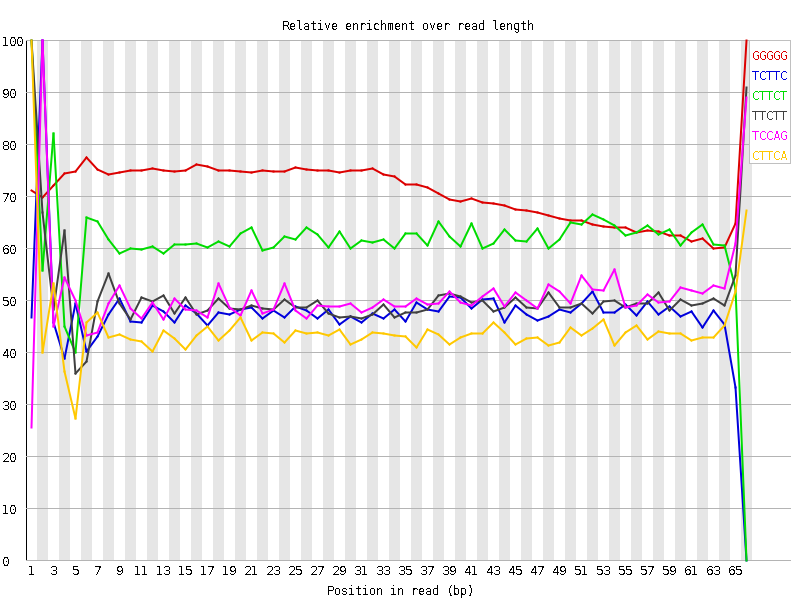 Relative enrichment over read length
100
90
80
70
60
50
40
30
20
10
0
GGGGG
TCTTC
CTTCT
TTCTT
TCCAG
CTTCA
1 3 5 7 9 11 13 15 17 19 21 23 25 27 29 31 33 35 37 39 41 43 45 47 49 51 53 55 57 59 61 63 65
Position in read (bp)